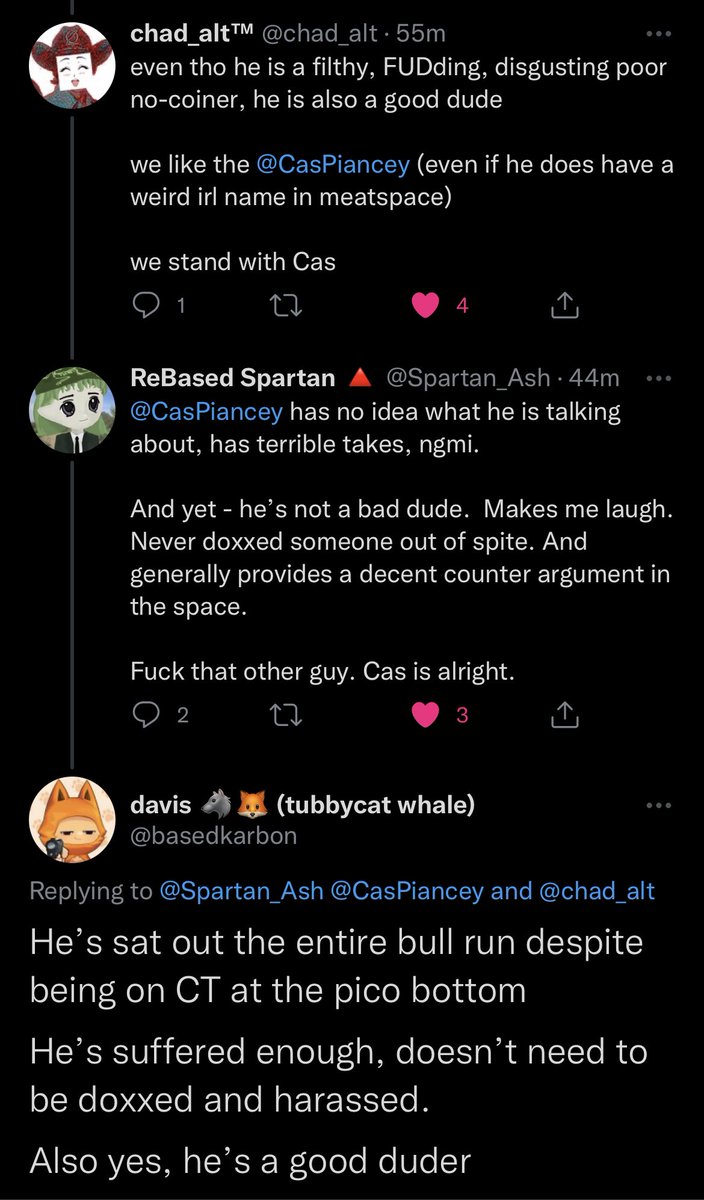 chad_alt™ @chad_alt · 55m
even tho he is a filthy, FUDding, disgusting poor
no-coiner, he is also a good dude
we like the @CasPiancey (even if he does have a
weird irl name in meatspace)
we stand with Cas
1 4
ReBased Spartan 🔺 @Spartan_Ash · 44m
@CasPiancey has no idea what he is talking
about, has terrible takes, ngmi.
And yet - he’s not a bad dude. Makes me laugh.
Never doxxed someone out of spite. And
generally provides a decent counter argument in
the space.
Fuck that other guy. Cas is alright.
2 3
davis 🐺🦊 (tubbycat whale)
@basedkarbon
Replying to @Spartan_Ash @CasPiancey and @chad_alt
He’s sat out the entire bull run despite
being on CT at the pico bottom
He’s suffered enough, doesn’t need to
be doxxed and harassed.
Also yes, he’s a good duder